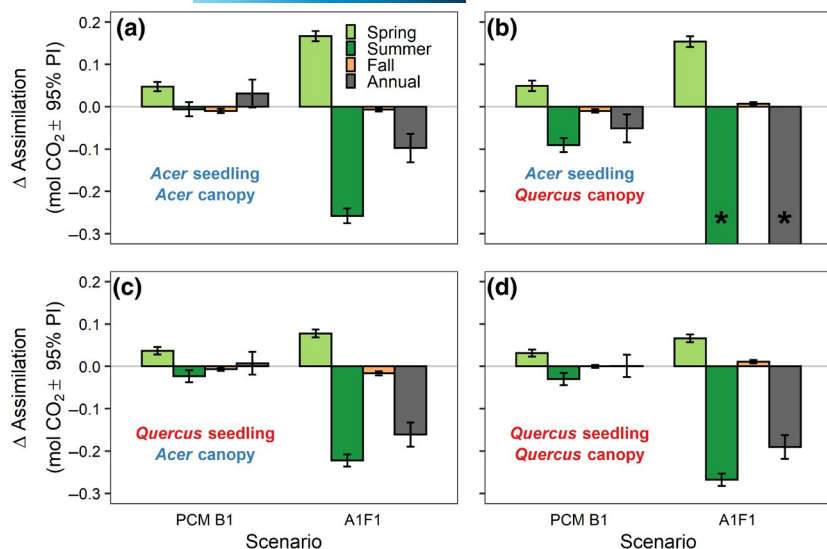 (a)
Spring
Summer
Fall
Annual
0.2
0.1
0.0
−0.1
−0.2
−0.3
Δ Assimilation
(mol CO₂ ± 95% PI)
Acer seedling
Acer canopy
(b)
Acer seedling
Quercus canopy
*
*
(c)
0.2
0.1
0.0
−0.1
−0.2
−0.3
Δ Assimilation
(mol CO₂ ± 95% PI)
Quercus seedling
Acer canopy
PCM B1
A1F1
Scenario
(d)
Quercus seedling
Quercus canopy
PCM B1
A1F1
Scenario